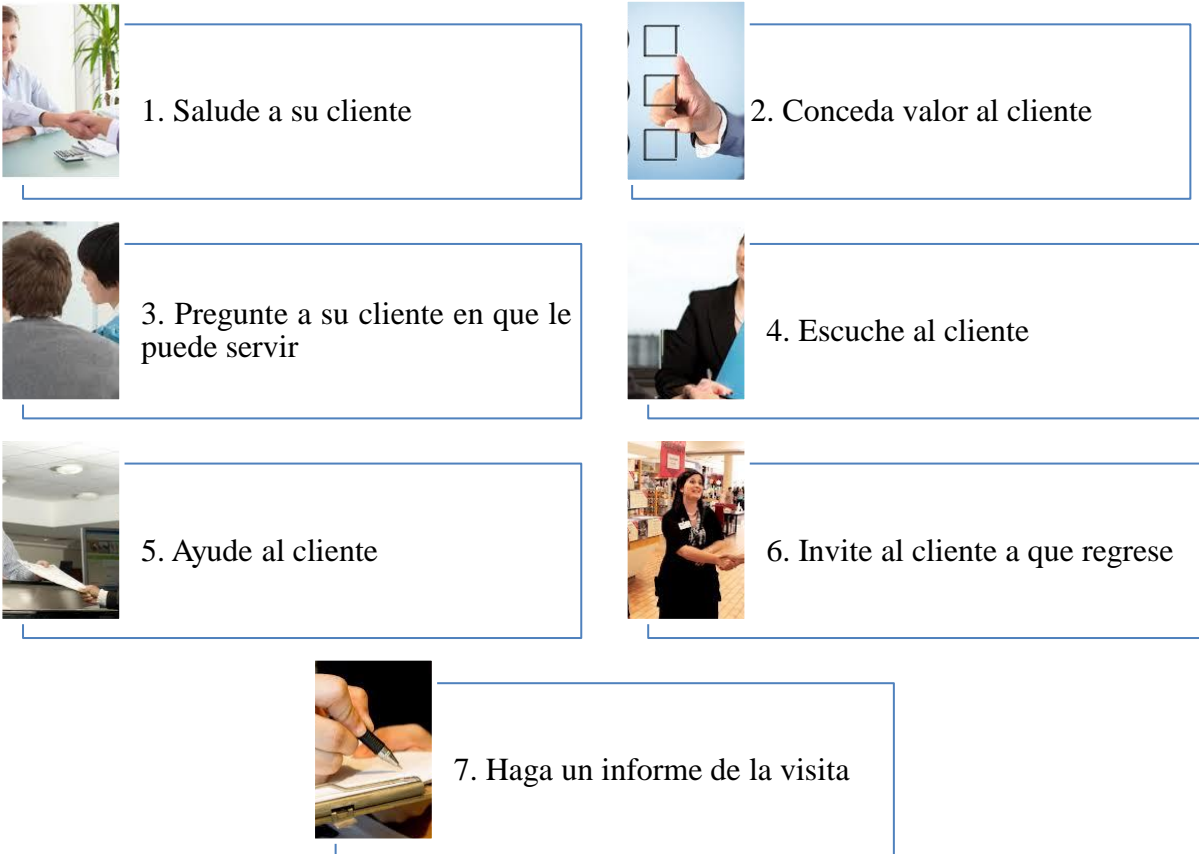 1. Salude a su cliente
2. Conceda valor al cliente
3. Pregunte a su cliente en que le
puede servir
4. Escuche al cliente
5. Ayude al cliente
6. Invite al cliente a que regrese
7. Haga un informe de la visita